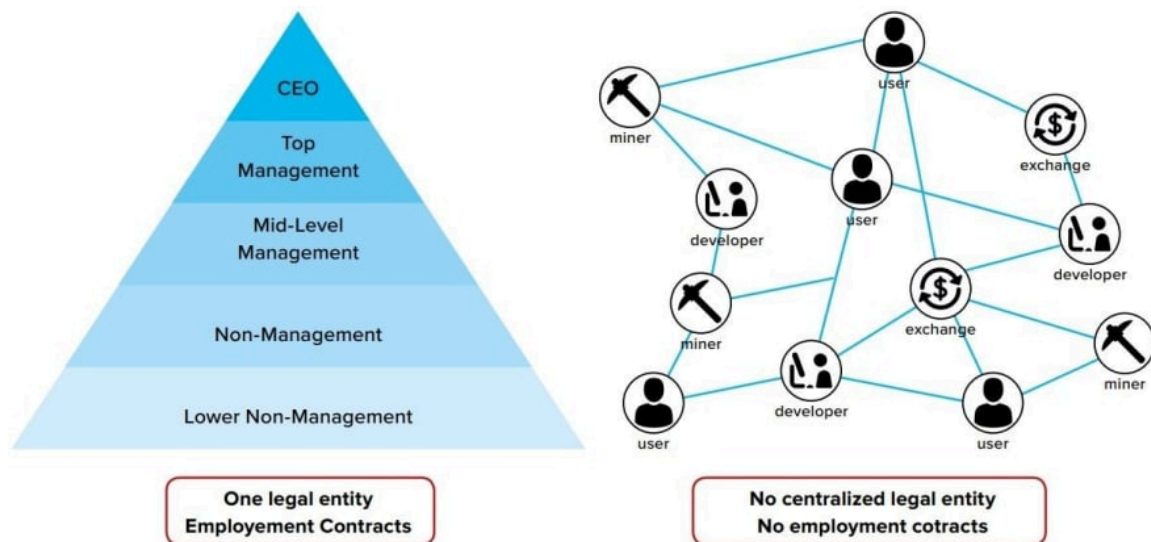 CEO
Top
Management
Mid-Level
Management
Non-Management
Lower Non-Management
One legal entity
Employement Contracts
user
miner
exchange
user
developer
developer
miner
exchange
miner
developer
user
user
No centralized legal entity
No employment cotracts